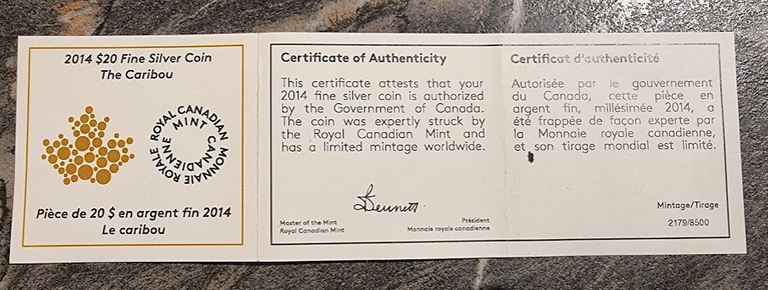 2014 $20 Fine Silver Coin
The Caribou
ROYAL CANADIAN MINT
MONNAIE ROYALE CANADIENNE
Pièce de 20 $ en argent fin 2014
Le caribou
Certificate of Authenticity
This certificate attests that your
2014 fine silver coin is authorized
by the Government of Canada.
The coin was expertly struck by
the Royal Canadian Mint and
has a limited mintage worldwide.
Bennett
Master of the Mint
Royal Canadian Mint
Président
Monnaie royale canadienne
Certificat d'authenticité
Autorisée par le gouvernement
du Canada, cette pièce en
argent fin, millésimée 2014, a
été frappée de façon experte par
la Monnaie royale canadienne,
et son tirage mondial est limité.
Mintage/Tirage
2179/8500